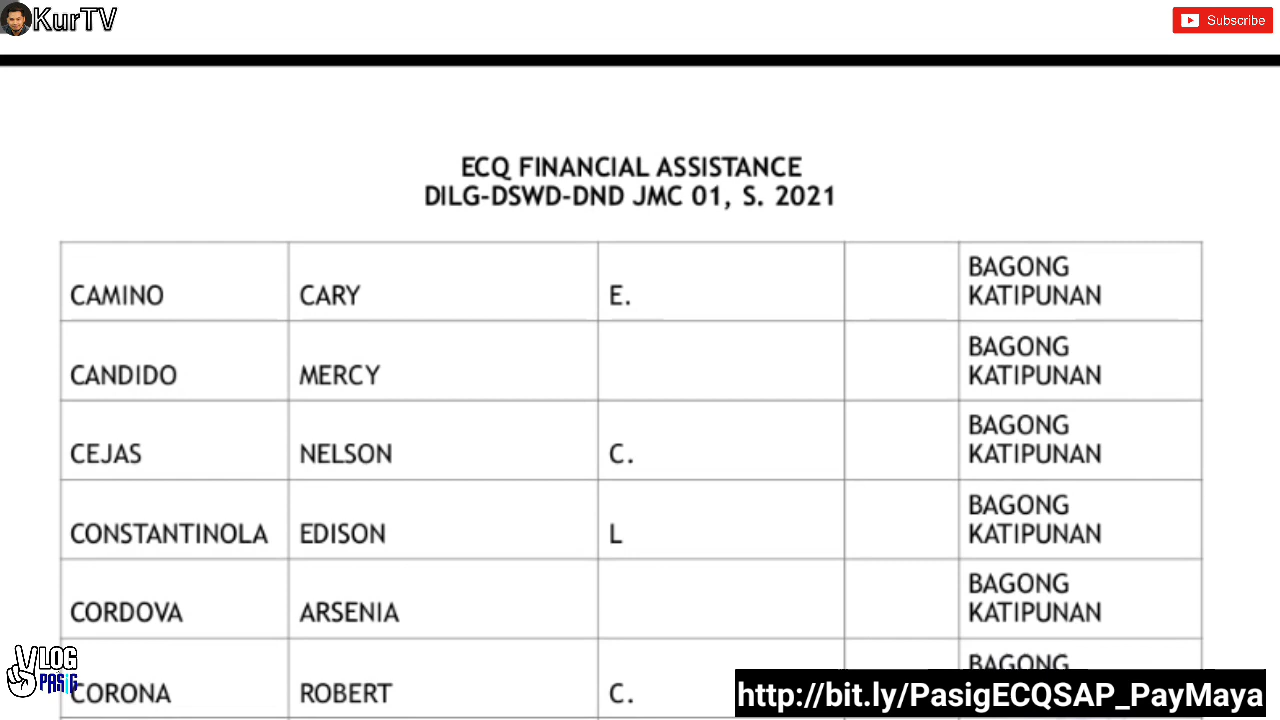 KurTV
Subscribe
ECQ FINANCIAL ASSISTANCE
DILG-DSWD-DND JMC 01, S. 2021
CAMINO CARY E. BAGONG KATIPUNAN
CANDIDO MERCY BAGONG KATIPUNAN
CEJAS NELSON C. BAGONG KATIPUNAN
CONSTANTINOLA EDISON L BAGONG KATIPUNAN
CORDOVA ARSENIA BAGONG KATIPUNAN
CORONA ROBERT C. BAGONG
VLOG
PASIG
http://bit.ly/PasigECQSAP_PayMaya